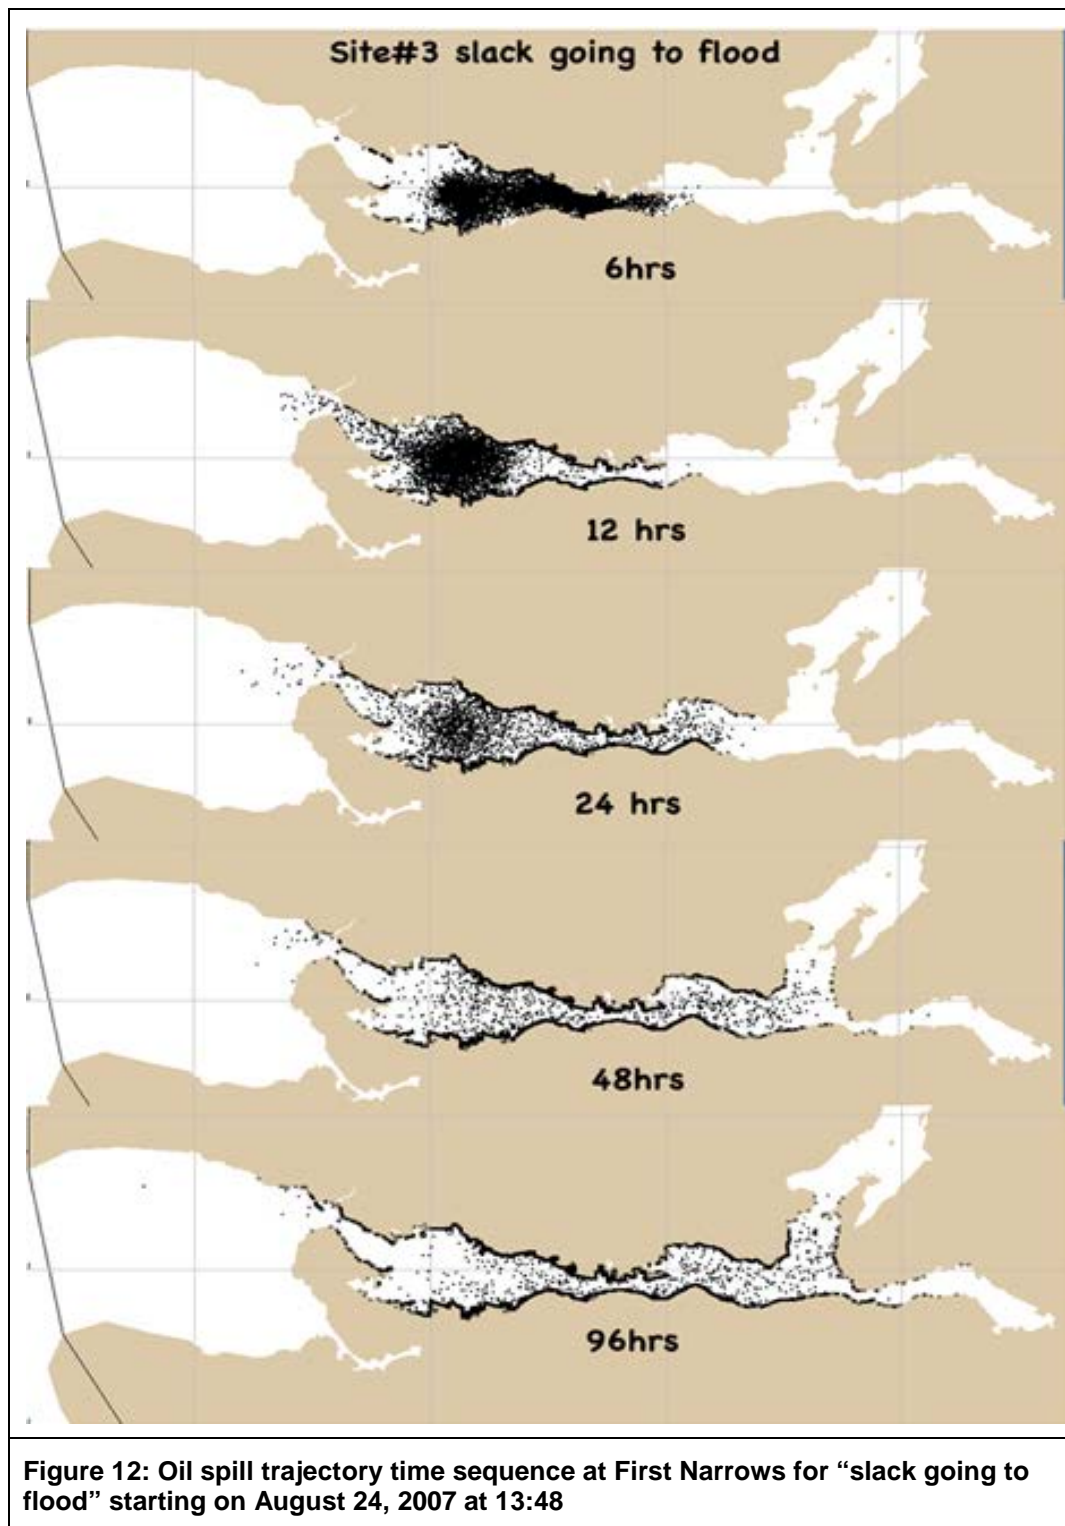 Site#3 slack going to flood
6hrs
12 hrs
24 hrs
48hrs
96hrs
Figure 12: Oil spill trajectory time sequence at First Narrows for “slack going to
flood” starting on August 24, 2007 at 13:48